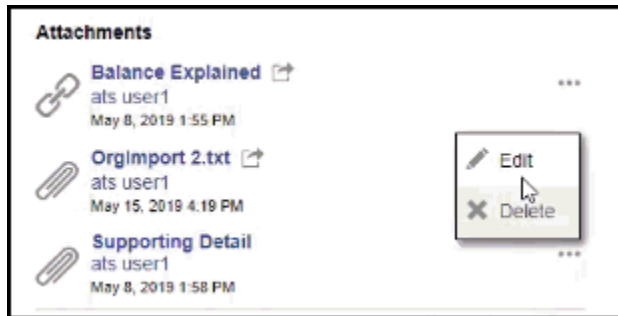 Attachments
Balance Explained
ats user1
May 8, 2019 1:55 PM
OrgImport 2.txt
ats user1
May 15, 2019 4:19 PM
Edit
Delete
Supporting Detail
ats user1
May 8, 2019 1:58 PM